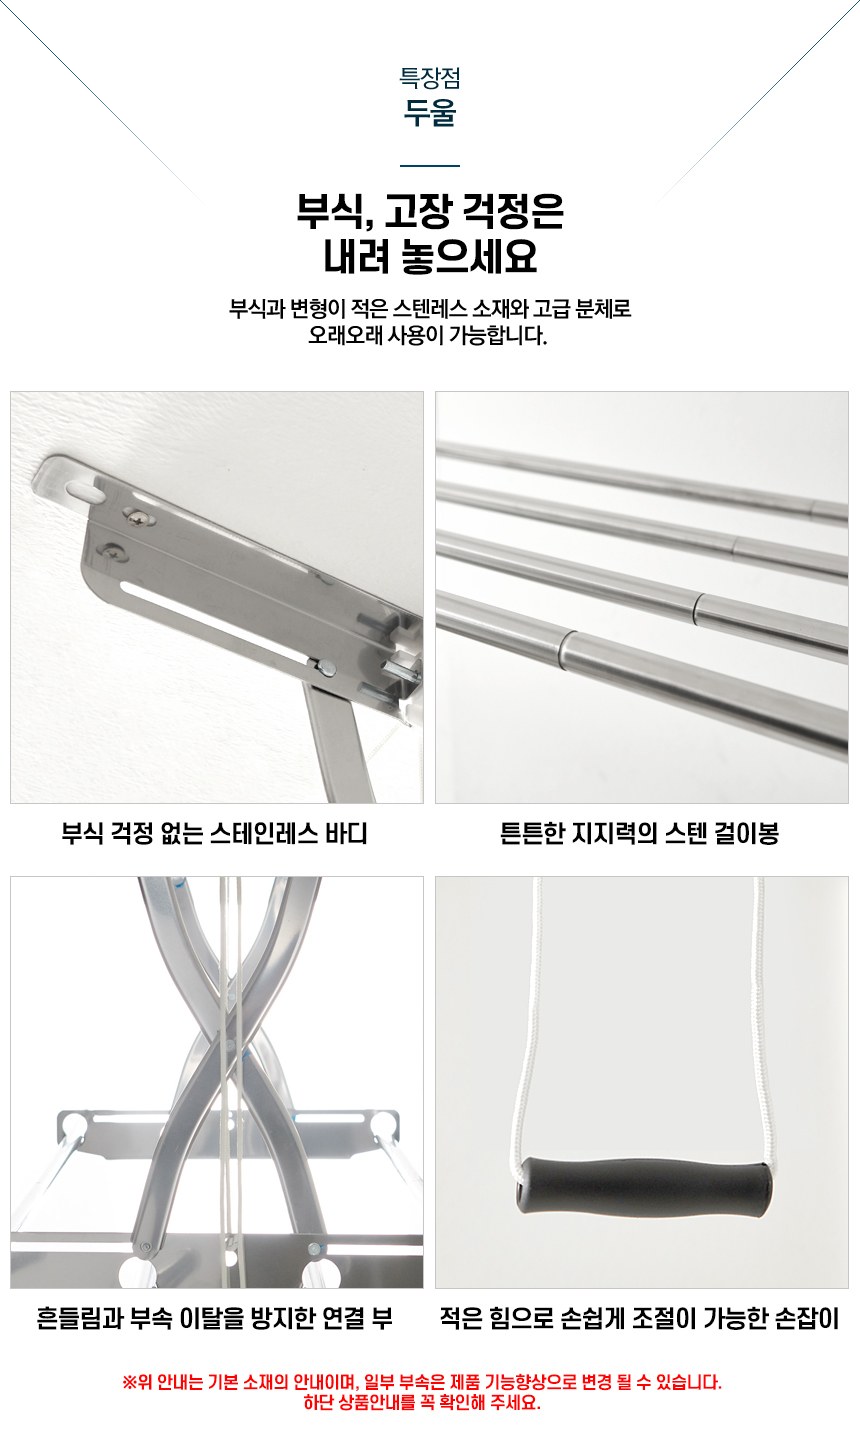 특장점
두울
부식, 고장 걱정은
내려 놓으세요
부식과 변형이 적은 스텐레스 소재와 고급 분체로
오래오래 사용이 가능합니다.
부식 걱정 없는 스테인레스 바디
튼튼한 지지력의 스텐 걸이봉
흔들림과 부속 이탈을 방지한 연결 부
적은 힘으로 손쉽게 조절이 가능한 손잡이
※위 안내는 기본 소재의 안내이며, 일부 부속은 제품 기능향상으로 변경 될 수 있습니다.
하단 상품안내를 꼭 확인해 주세요.